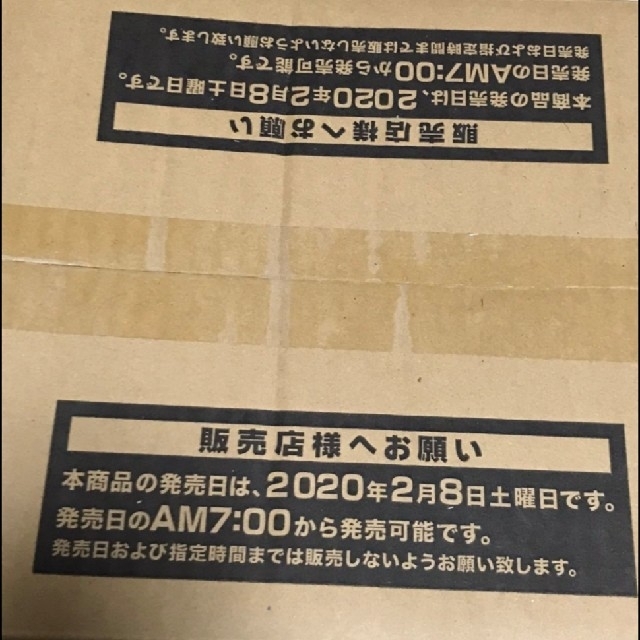 販売店様へお願い
本商品の発売日は、2020年2月8日土曜日です。
発売日のAM7:00から発売可能です。
発売日および指定時間までは販売しないようお願い致します。
販売店様へお願い
本商品の発売日は、2020年2月8日土曜日です。
発売日のAM7:00から発売可能です。
発売日および指定時間までは販売しないようお願い致します。